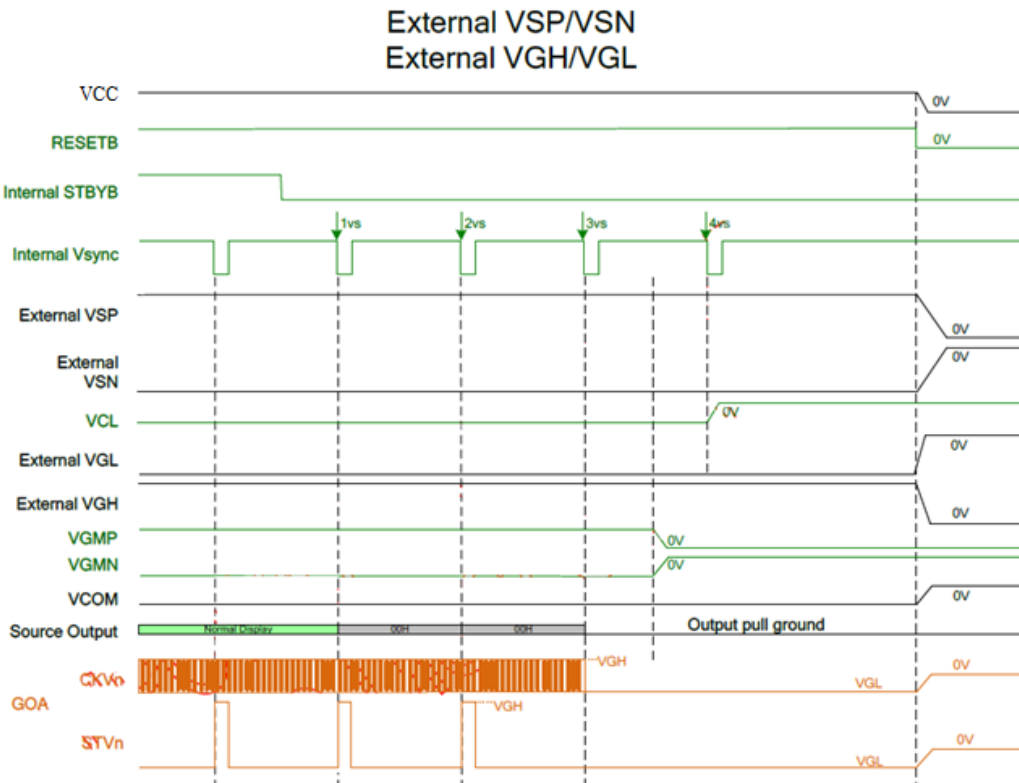 External VSP/VSN
External VGH/VGL
VCC
0V
RESETB
0V
Internal STBYB
1vs
2vs
3vs
4vs
Internal Vsync
External VSP
0V
External
VSN
0V
VCL
0V
External VGL
0V
External VGH
0V
VGMP
0V
VGMN
0V
VCOM
0V
Source Output
Normal Display
00H
00H
Output pull ground
CKVn
VGH
VGL
0V
GOA
VGH
STVn
VGL
0V